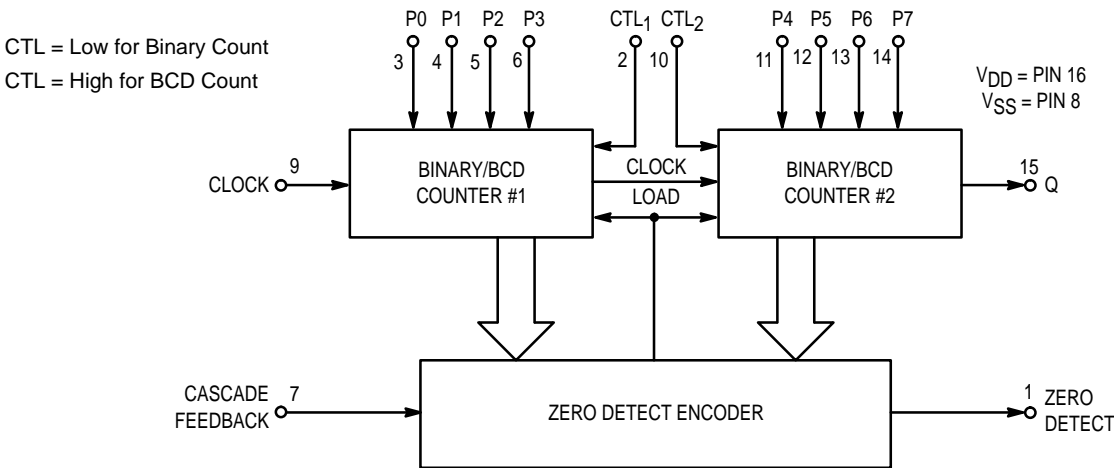 CTL = Low for Binary Count
CTL = High for BCD Count
P0 P1 P2 P3
3 4 5 6
CTL1 CTL2
2 10
P4 P5 P6 P7
11 12 13 14
VDD = PIN 16
VSS = PIN 8
CLOCK 9
BINARY/BCD
COUNTER #1
CLOCK
LOAD
BINARY/BCD
COUNTER #2
15
Q
CASCADE
FEEDBACK
7
ZERO DETECT ENCODER
1
ZERO
DETECT